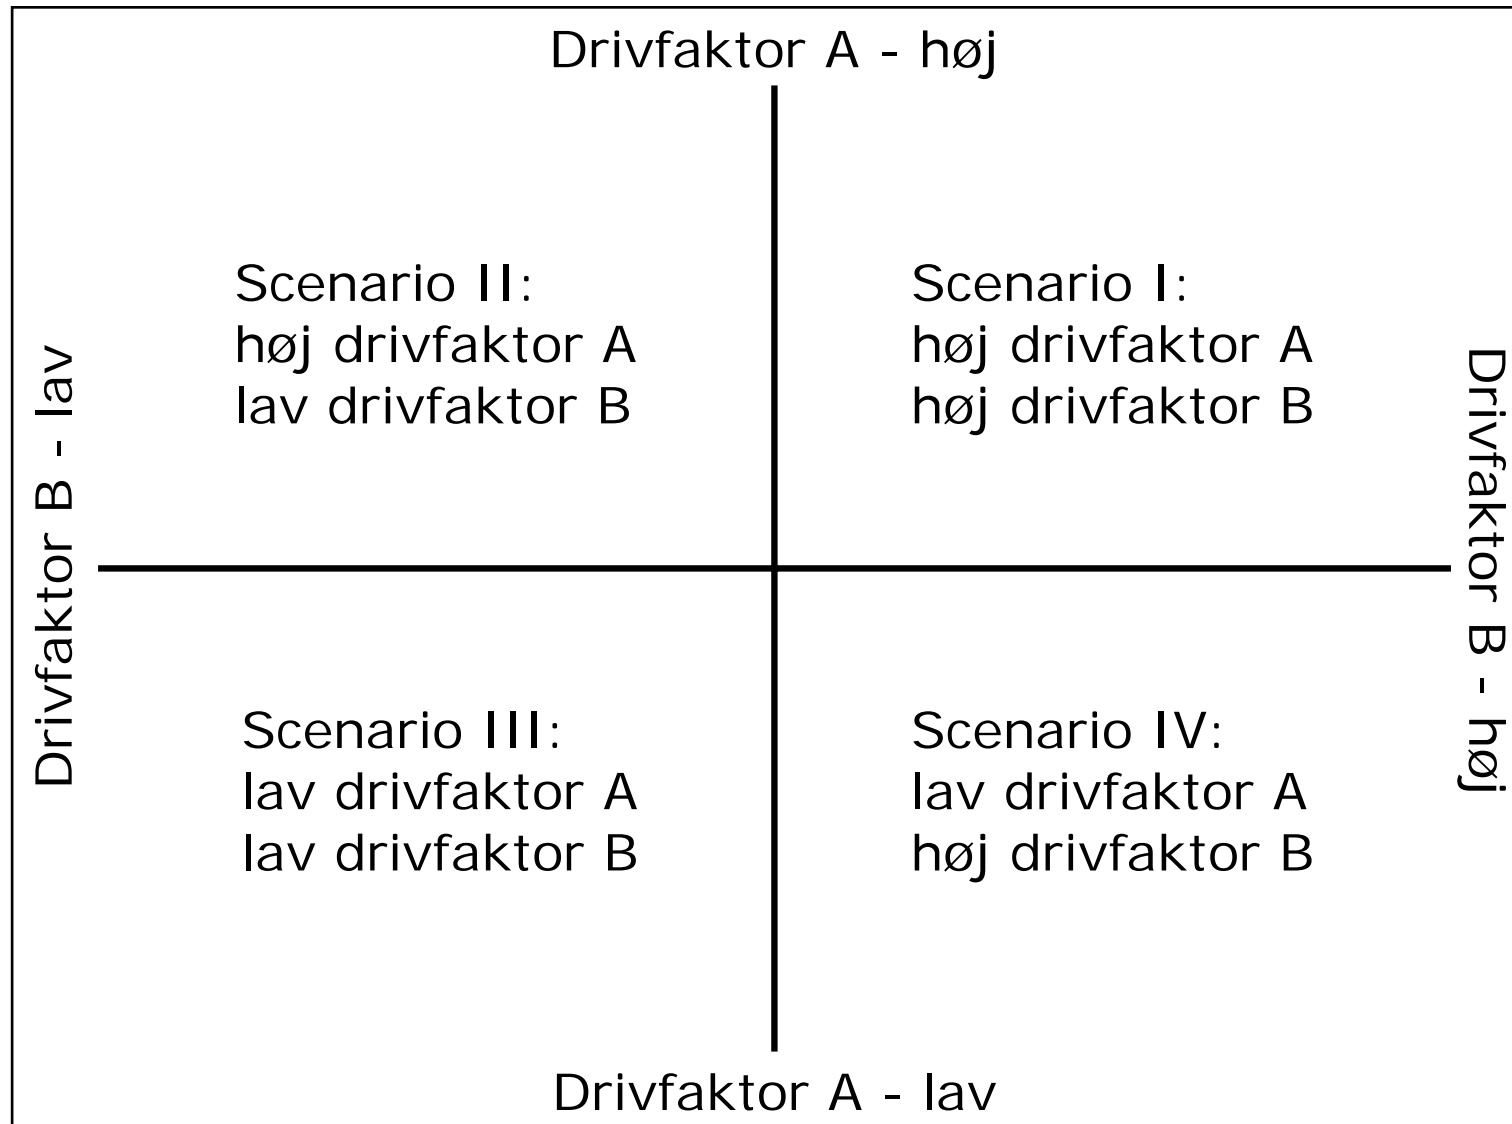 Drivfaktor A - høj
Scenario II:
høj drivfaktor A
lav drivfaktor B
Scenario I:
høj drivfaktor A
høj drivfaktor B
Drivfaktor B - lav
Drivfaktor B - høj
Scenario III:
lav drivfaktor A
lav drivfaktor B
Scenario IV:
lav drivfaktor A
høj drivfaktor B
Drivfaktor A - lav